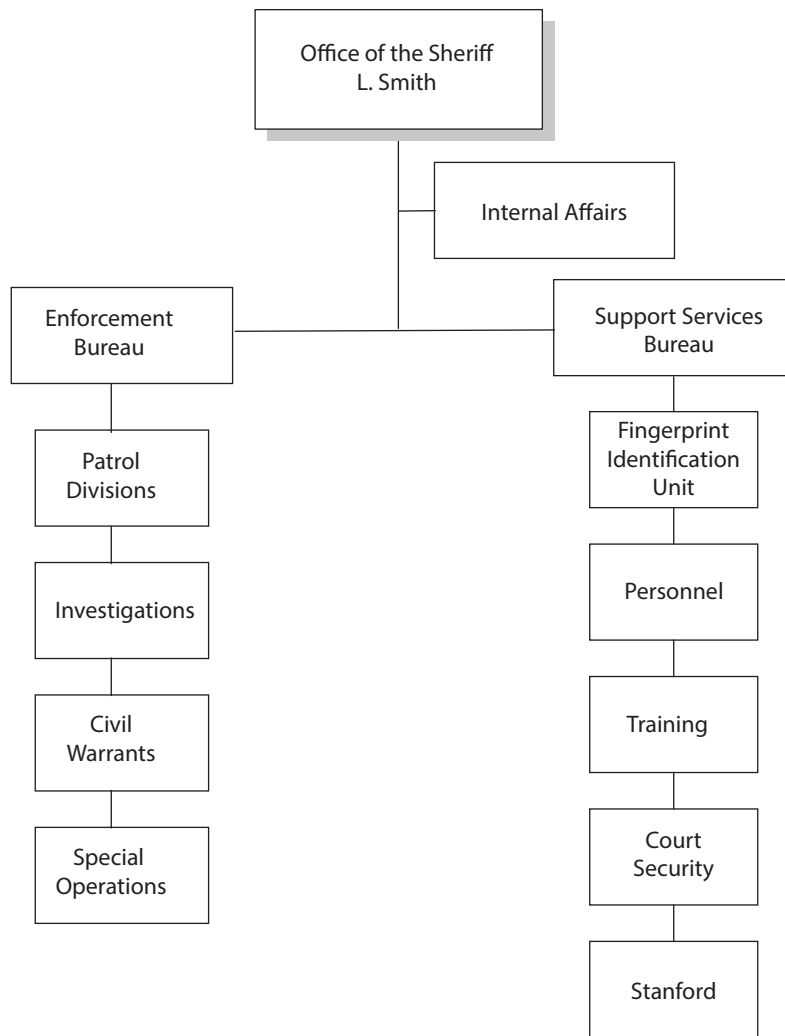 Office of the Sheriff
L. Smith
Internal Affairs
Enforcement
Bureau
Support Services
Bureau
Patrol
Divisions
Investigations
Civil
Warrants
Special
Operations
Fingerprint
Identification
Unit
Personnel
Training
Court
Security
Stanford